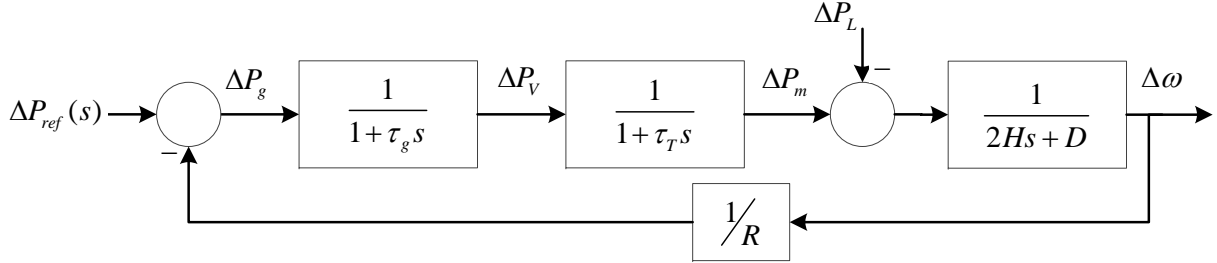 ΔP_L
ΔP_ref(s)
−
ΔP_g
1/(1+τ_g s)
ΔP_V
1/(1+τ_T s)
ΔP_m
−
1/(2Hs+D)
Δω
1/R